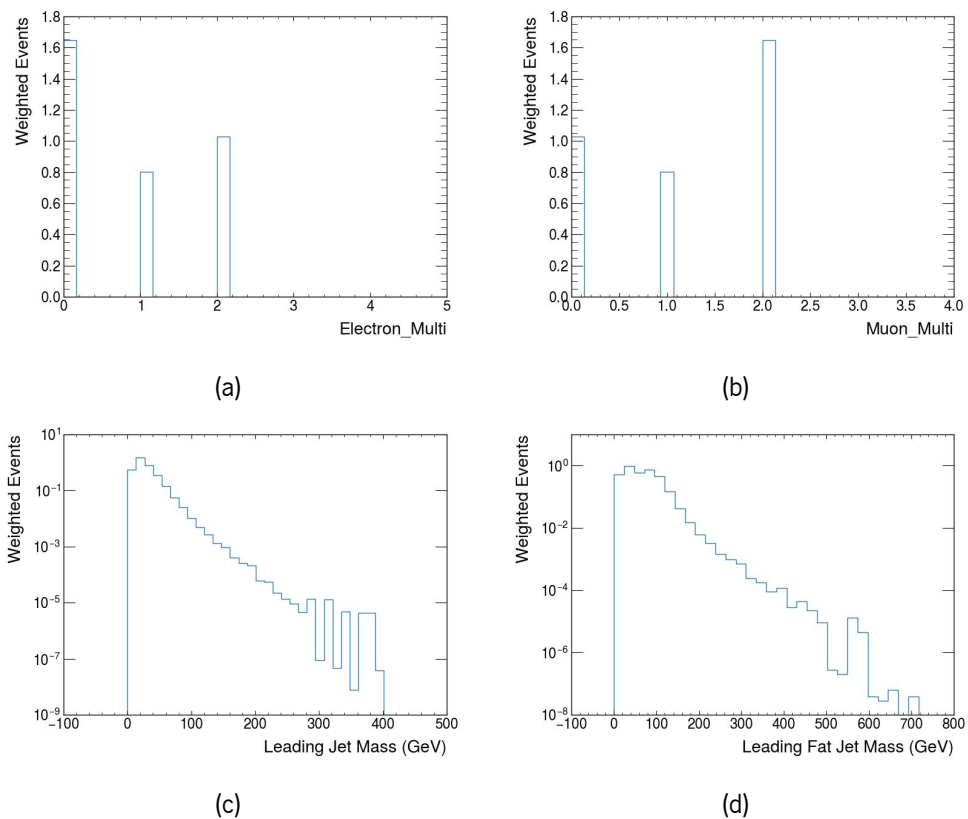 1.8
1.6
1.4
1.2
1.0
0.8
0.6
0.4
0.2
0.0
Weighted Events
0 1 2 3 4 5
Electron_Multi
(a)
1.8
1.6
1.4
1.2
1.0
0.8
0.6
0.4
0.2
0.0
Weighted Events
0.0 0.5 1.0 1.5 2.0 2.5 3.0 3.5 4.0
Muon_Multi
(b)
10¹
10⁻¹
10⁻³
10⁻⁵
10⁻⁷
10⁻⁹
Weighted Events
−100 0 100 200 300 400 500
Leading Jet Mass (GeV)
(c)
10⁰
10⁻²
10⁻⁴
10⁻⁶
10⁻⁸
Weighted Events
−100 0 100 200 300 400 500 600 700 800
Leading Fat Jet Mass (GeV)
(d)